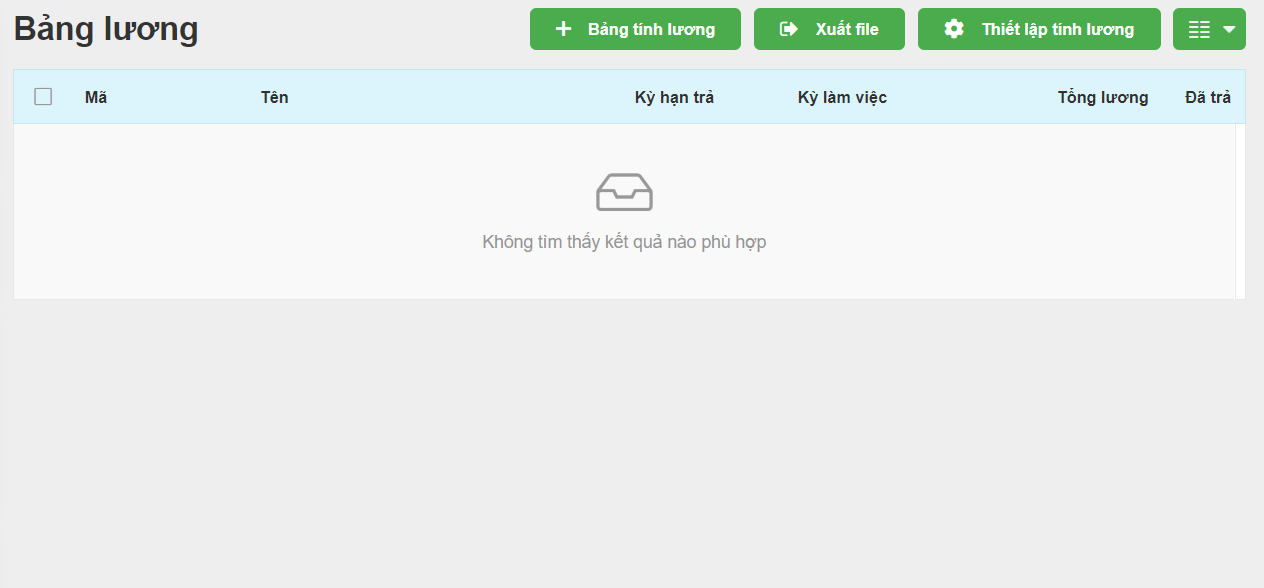 Bảng lương
Bảng tính lương
Xuất file
Thiết lập tính lương
Mã
Tên
Kỳ hạn trả
Kỳ làm việc
Tổng lương
Đã trả
Không tìm thấy kết quả nào phù hợp